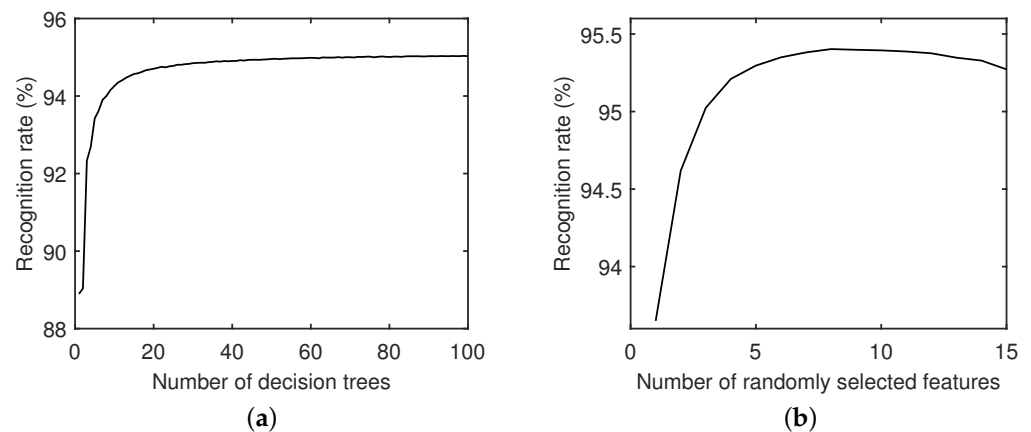 96
94
92
90
88
Recognition rate (%)
0 20 40 60 80 100
Number of decision trees
(a)
95.5
95
94.5
94
Recognition rate (%)
0 5 10 15
Number of randomly selected features
(b)